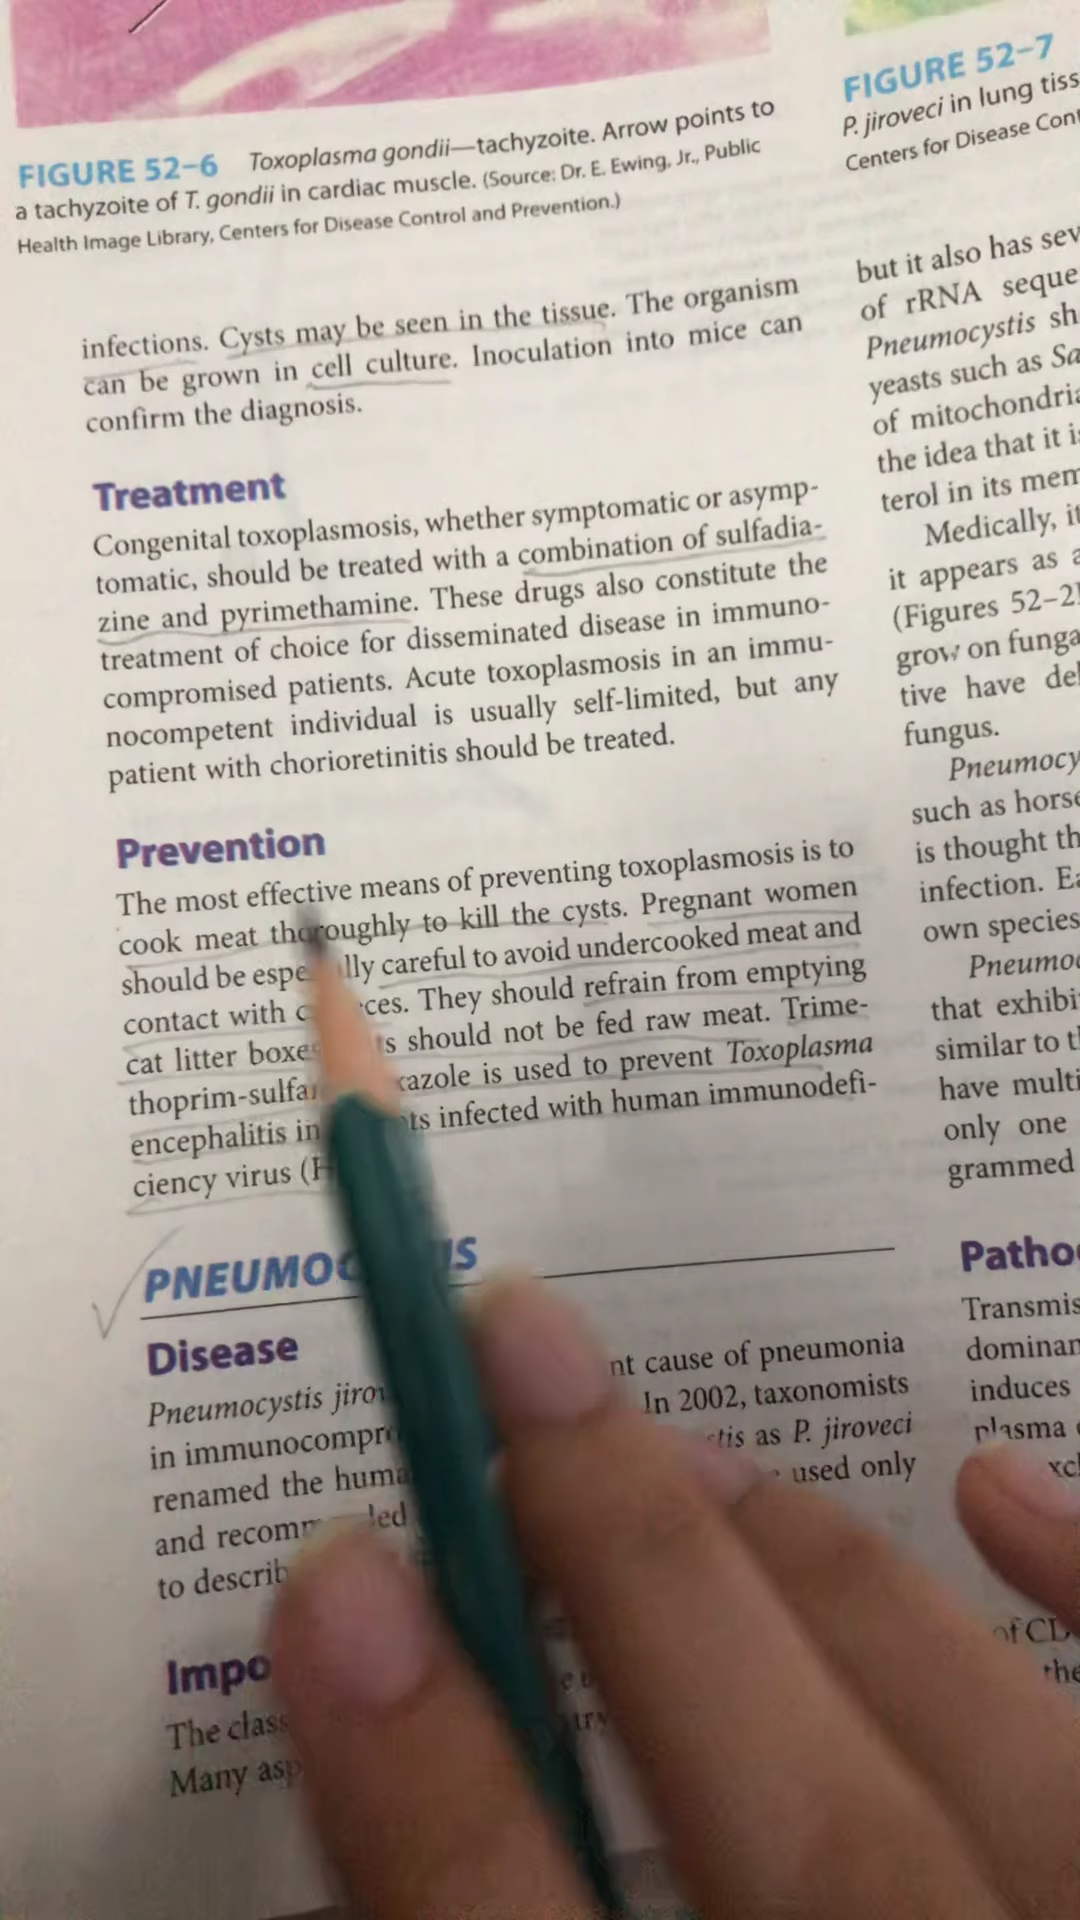 FIGURE 52–6 Toxoplasma gondii—tachyzoite. Arrow points to
a tachyzoite of T. gondii in cardiac muscle. (Source: Dr. E. Ewing, Jr., Public
Health Image Library, Centers for Disease Control and Prevention.)
infections. Cysts may be seen in the tissue. The organism
can be grown in cell culture. Inoculation into mice can
confirm the diagnosis.
Treatment
Congenital toxoplasmosis, whether symptomatic or asymp-
tomatic, should be treated with a combination of sulfadia-
zine and pyrimethamine. These drugs also constitute the
treatment of choice for disseminated disease in immuno-
compromised patients. Acute toxoplasmosis in an immu-
nocompetent individual is usually self-limited, but any
patient with chorioretinitis should be treated.
Prevention
The most effective means of preventing toxoplasmosis is to
cook meat thoroughly to kill the cysts. Pregnant women
should be lly careful to avoid undercooked meat and
contact with ces. They should refrain from emptying
cat litter boxes should not be fed raw meat. Trime-
thoprim-sulfa xazole is used to prevent Toxoplasma
encephalitis in ts infected with human immunodefi-
ciency virus (H
PNEUMOC IS
Disease
Pneumocystis jirov nt cause of pneumonia
in immunocompr In 2002, taxonomists
renamed the huma tis as P. jiroveci
and recomm ded used only
to describ
Impo
The class
Many asp
FIGURE 52–7
P. jiroveci in lung tiss
Centers for Disease Cont
but it also has sev
of rRNA seque
Pneumocystis sh
yeasts such as Sa
of mitochondria
the idea that it is
terol in its mem
Medically, it
it appears as a
(Figures 52–2
grow on funga
tive have del
fungus.
Pneumocy
such as horse
is thought th
infection. Ea
own species
Pneumoc
that exhibi
similar to th
have multi
only one
grammed
Patho
Transmis
dominan
induces
plasma
xcl
of CD
the